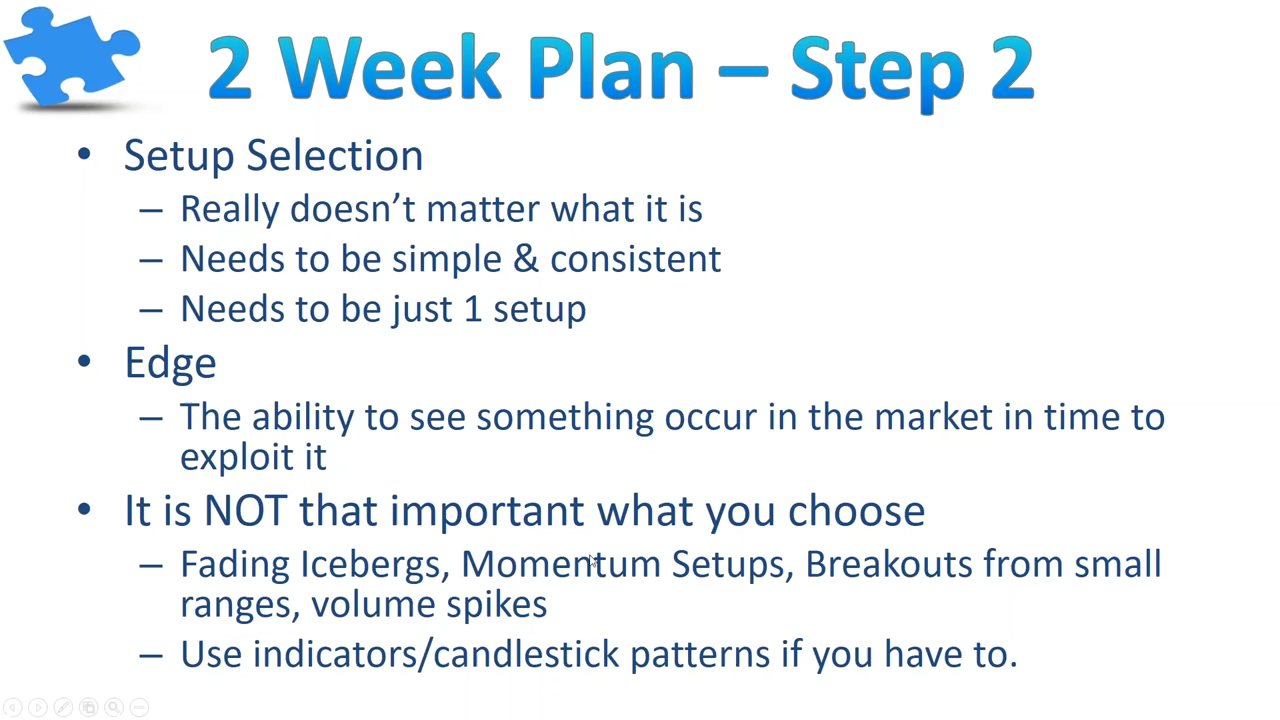 2 Week Plan – Step 2
• Setup Selection
– Really doesn’t matter what it is
– Needs to be simple & consistent
– Needs to be just 1 setup
• Edge
– The ability to see something occur in the market in time to
exploit it
• It is NOT that important what you choose
– Fading Icebergs, Momentum Setups, Breakouts from small
ranges, volume spikes
– Use indicators/candlestick patterns if you have to.